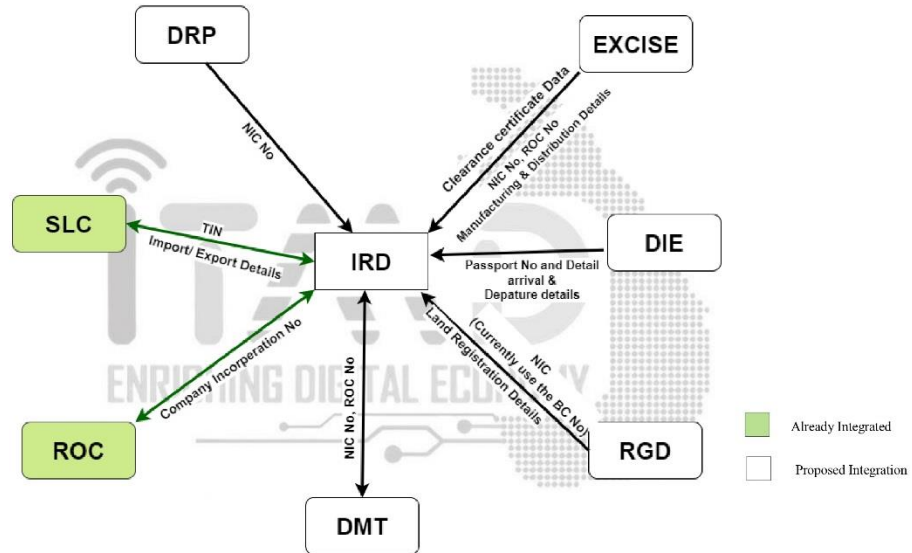 DRP
EXCISE
NIC No
Clearance certificate Data
NIC No, ROC No
Manufacturing & Distribution Details
SLC
TIN
Import/ Export Details
IRD
DIE
Passport No and Detail
arrival &
Depature details
Company Incorperation No
NIC No, ROC No
NIC
(Currently use the BC No)
Land Registration Details
ROC
DMT
RGD
Already Integrated
Proposed Integration
ENRICHING DIGITAL ECONOMY